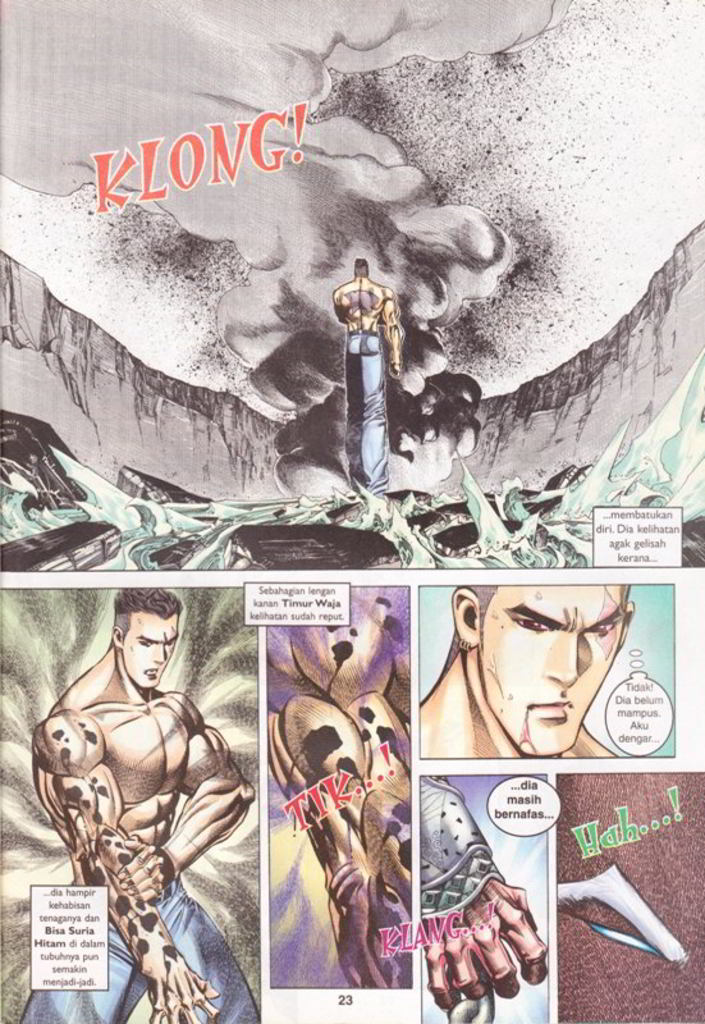 KLONG!
...membatukan
diri. Dia kelihatan
agak gelisah
kerana...
...dia hampir
kehabisan
tenaganya dan
Bisa Suria
Hitam di dalam
tubuhnya pun
semakin
menjadi-jadi.
Sebahagian lengan
kanan Timur Waja
kelihatan sudah reput.
TIK...!
Tidak!
Dia belum
mampus.
Aku
dengar...
...dia
masih
bernafas...
KLANG...!
Hah...!
23